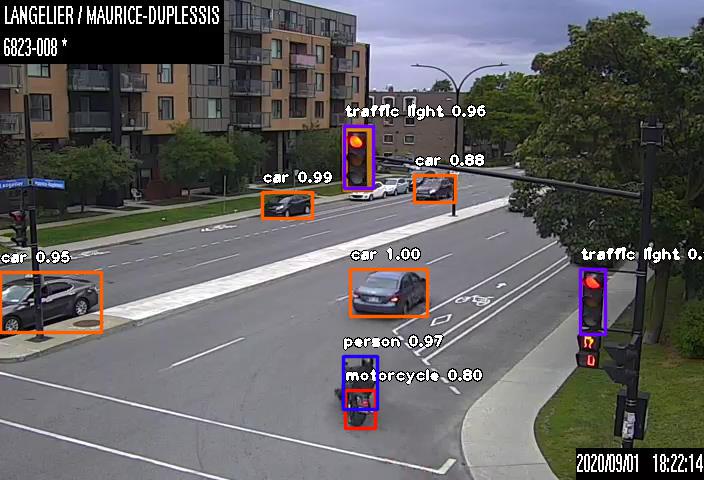 LANGELIER / MAURICE-DUPLESSIS
6823-008 *
traffic light 0.96
car 0.99
car 0.88
car 0.95
car 1.00
traffic light 0.
person 0.97
motorcycle 0.80
0
2020/09/01 18:22:14